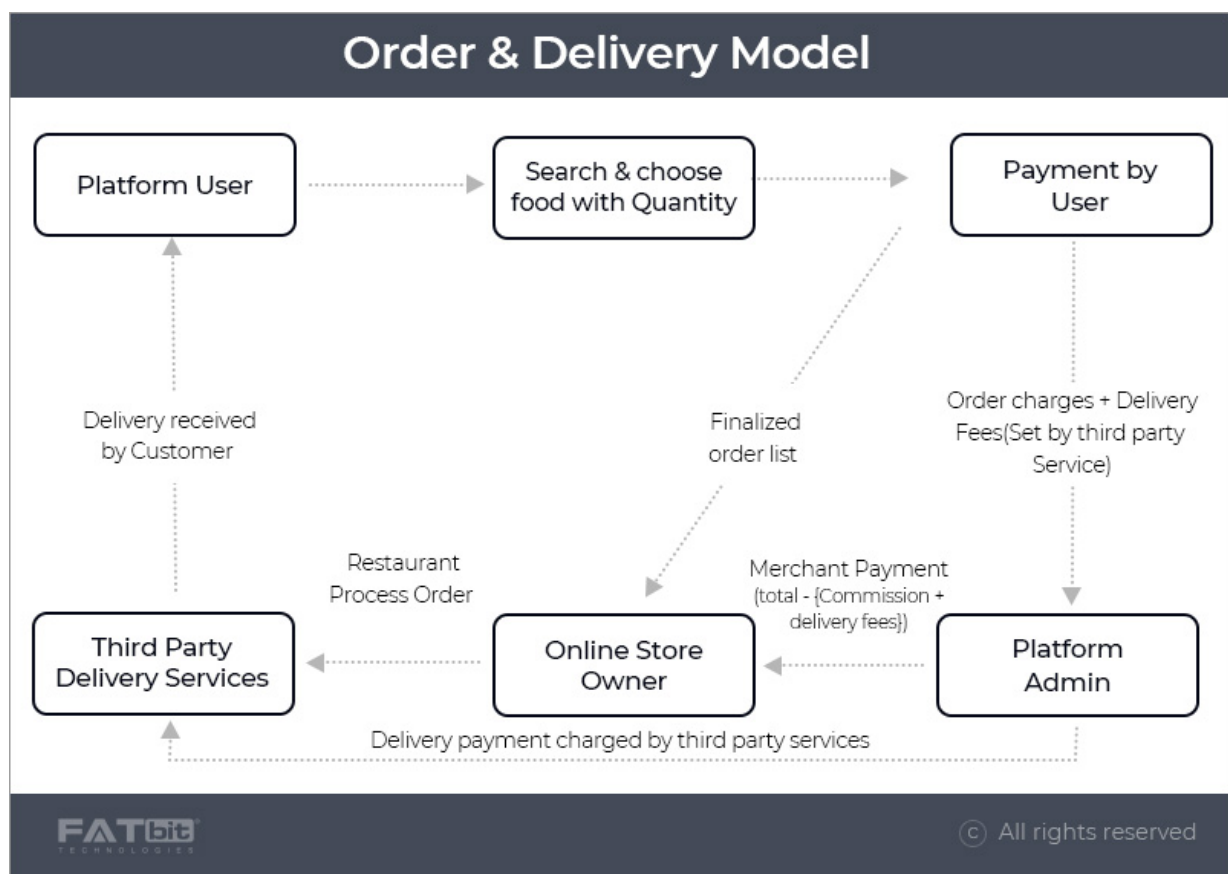 Order & Delivery Model
Platform User
Search & choose
food with Quantity
Payment by
User
Delivery received
by Customer
Finalized
order list
Order charges + Delivery
Fees(Set by third party
Service)
Restaurant
Process Order
Merchant Payment
(total - {Commission +
delivery fees})
Third Party
Delivery Services
Online Store
Owner
Platform
Admin
Delivery payment charged by third party services
FATbit
TECHNOLOGIES
© All rights reserved